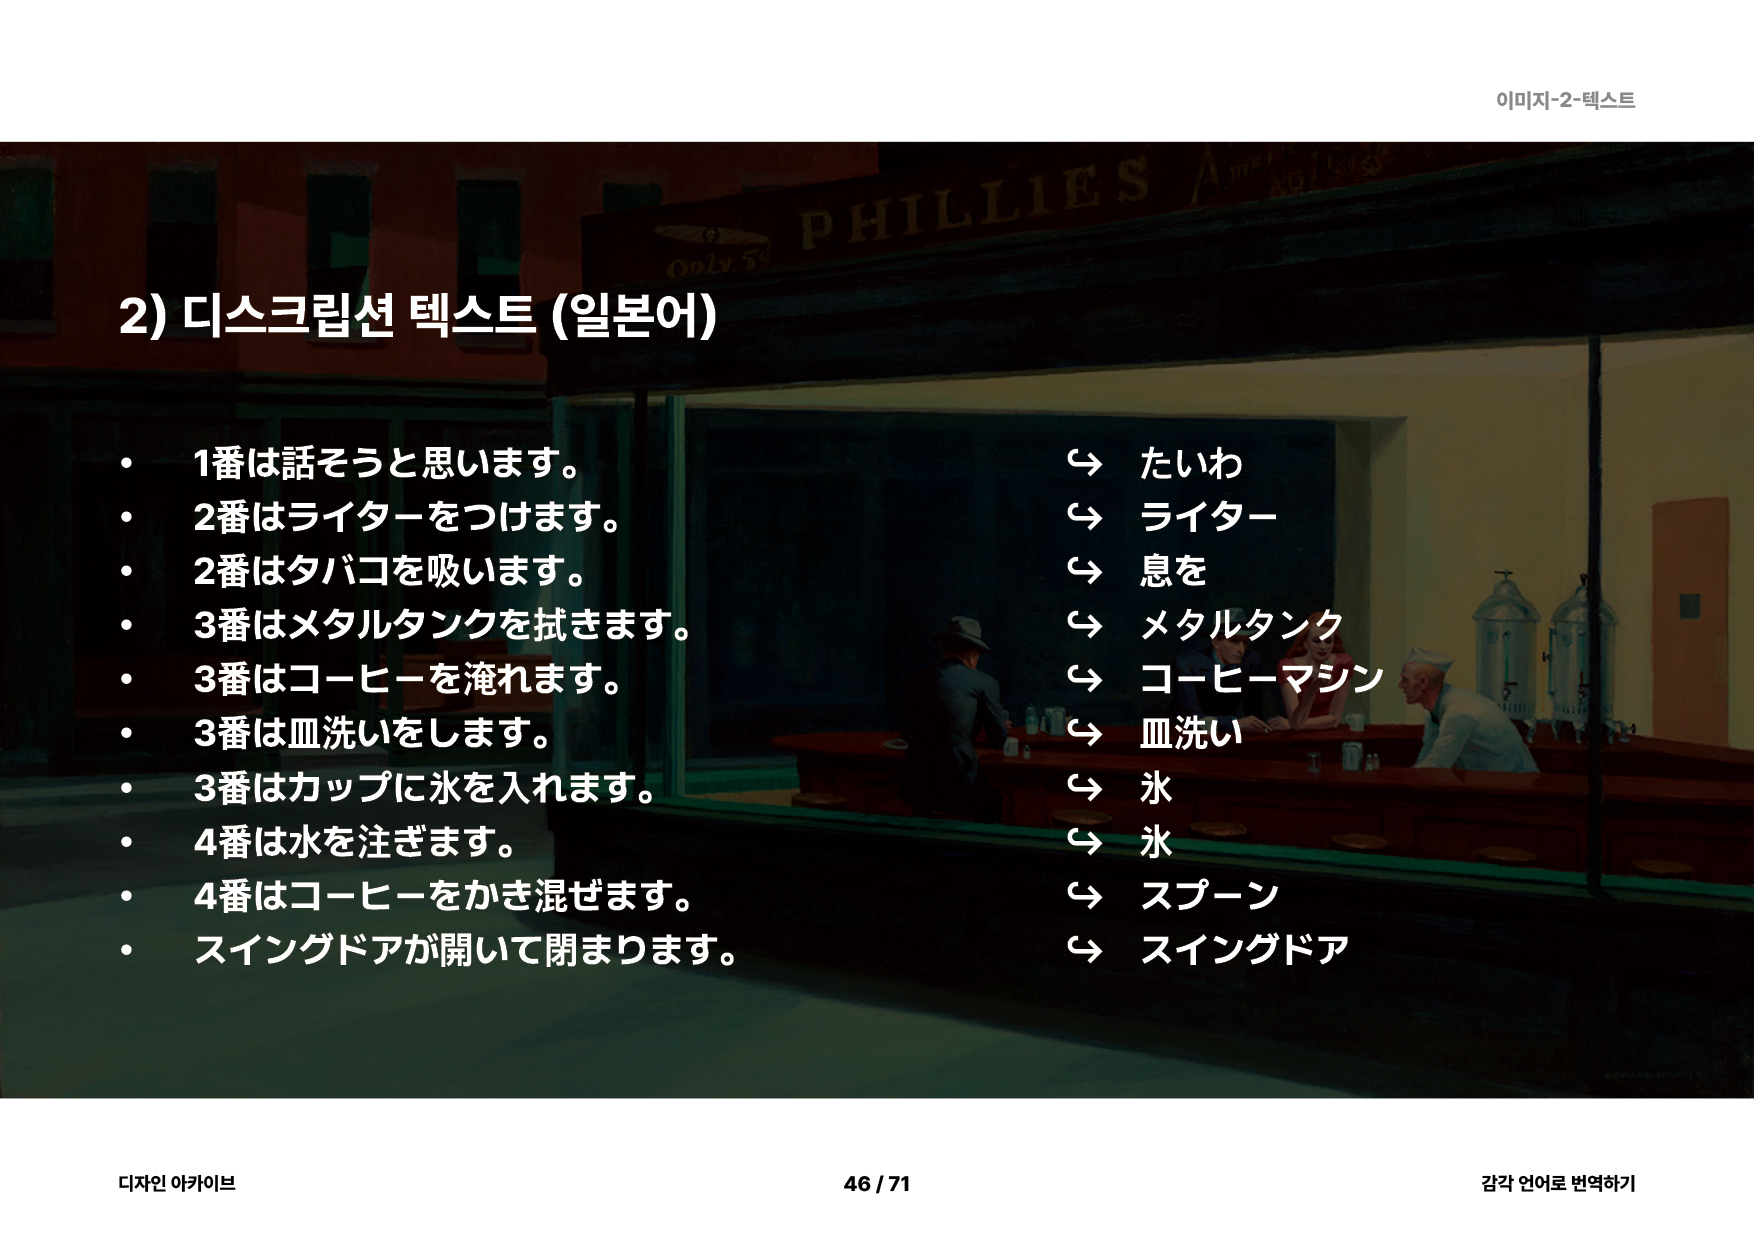 이미지-2-텍스트
PHILLIES
Only 5¢
2) 디스크립션 텍스트 (일본어)
• 1番は話そうと思います。 ↪ たいわ
• 2番はライターをつけます。 ↪ ライター
• 2番はタバコを吸います。 ↪ 息を
• 3番はメタルタンクを拭きます。 ↪ メタルタンク
• 3番はコーヒーを淹れます。 ↪ コーヒーマシン
• 3番は皿洗いをします。 ↪ 皿洗い
• 3番はカップに氷を入れます。 ↪ 氷
• 4番は水を注ぎます。 ↪ 氷
• 4番はコーヒーをかき混ぜます。 ↪ スプーン
• スイングドアが開いて閉まります。 ↪ スイングドア
디자인 아카이브
46 / 71
감각 언어로 번역하기